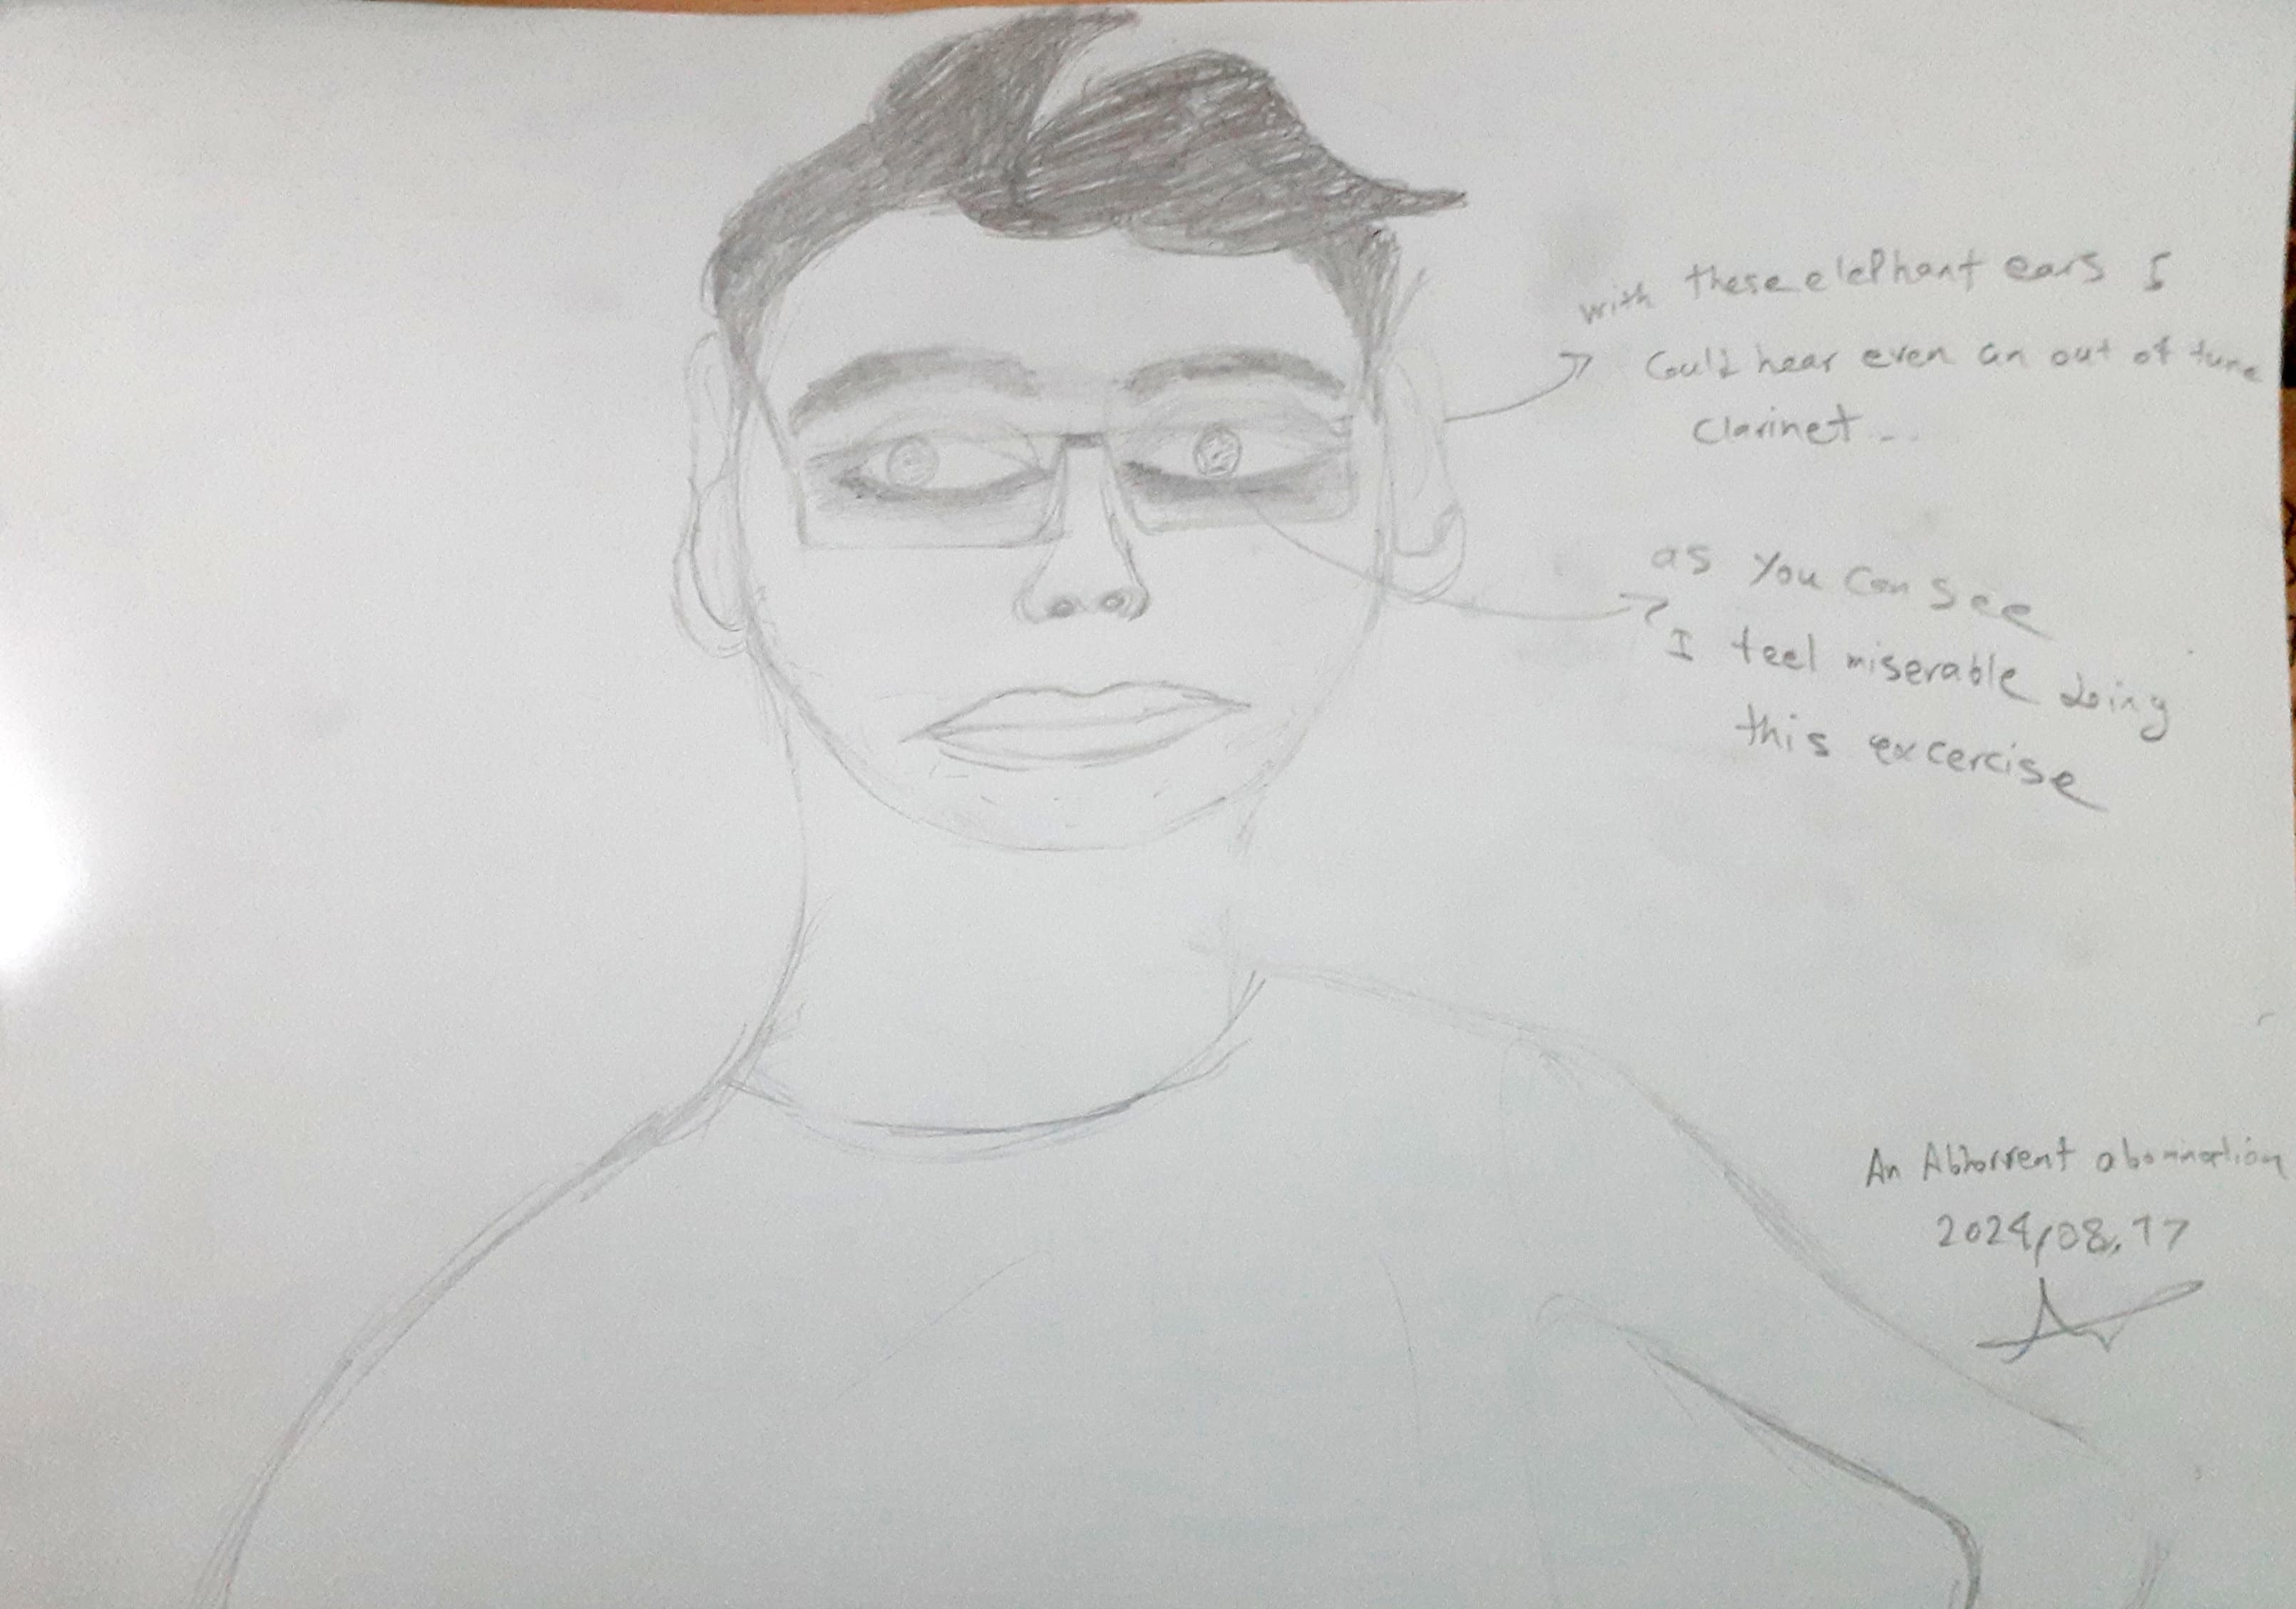 with these elephant ears I
Could hear even an out of tune
Clarinet ..
as You Can see
I feel miserable doing
this excercise
An Abhorrent abomination
2024/08.17